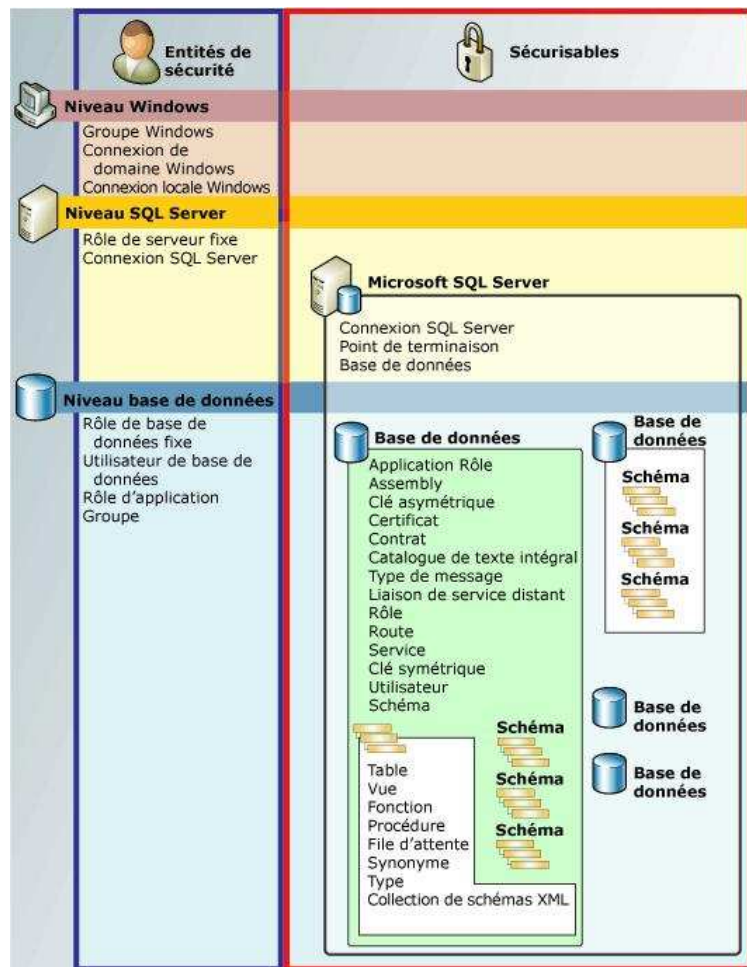 Entités de
sécurité
Sécurisables
Niveau Windows
Groupe Windows
Connexion de
domaine Windows
Connexion locale Windows
Niveau SQL Server
Rôle de serveur fixe
Connexion SQL Server
Microsoft SQL Server
Connexion SQL Server
Point de terminaison
Base de données
Niveau base de données
Rôle de base de
données fixe
Utilisateur de base de
données
Rôle d'application
Groupe
Base de données
Application Rôle
Assembly
Clé asymétrique
Certificat
Contrat
Catalogue de texte intégral
Type de message
Liaison de service distant
Rôle
Route
Service
Clé symétrique
Utilisateur
Schéma
Table
Vue
Fonction
Procédure
File d'attente
Synonyme
Type
Collection de schémas XML
Schéma
Schéma
Schéma
Base de
données
Schéma
Schéma
Schéma
Base de
données
Base de
données